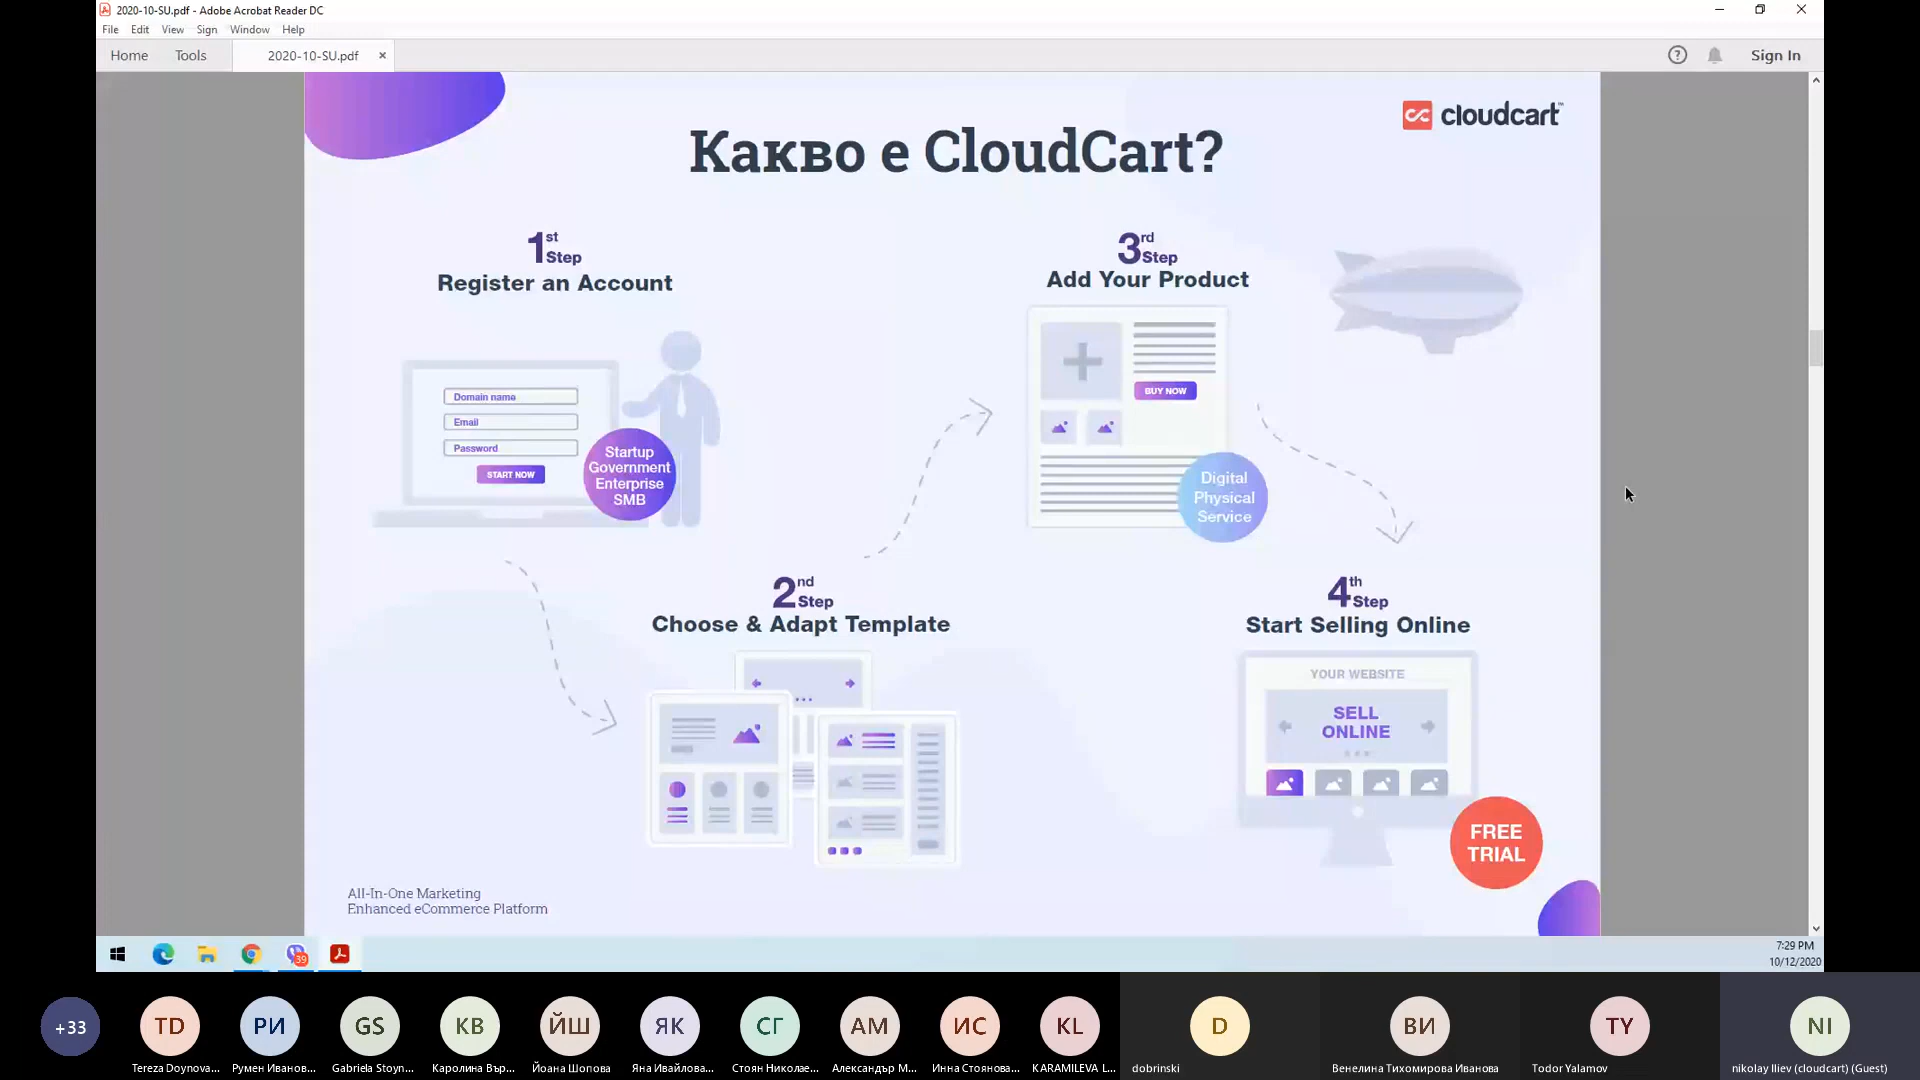 2020-10-SU.pdf - Adobe Acrobat Reader DC
File Edit View Sign Window Help
Home Tools 2020-10-SU.pdf Sign In
cloudcart™
Какво е CloudCart?
1st Step
Register an Account
Domain name
Email
Password
START NOW
Startup
Government
Enterprise
SMB
2nd Step
Choose & Adapt Template
3rd Step
Add Your Product
BUY NOW
Digital
Physical
Service
4th Step
Start Selling Online
YOUR WEBSITE
SELL
ONLINE
FREE
TRIAL
All-In-One Marketing
Enhanced eCommerce Platform
39
7:29 PM
10/12/2020
+33 TD РИ GS КВ ЙШ ЯК СГ АМ ИС KL D ВИ TY NI
Tereza Doynova... Румен Иванов... Gabriela Stoyn... Каролина Вър... Йоана Шопова Яна Ивайлова... Стоян Николае... Александър М... Инна Стоянова... KARAMILEVA L... dobrinski Венелина Тихомирова Иванова Todor Yalamov nikolay Iliev (cloudcart) (Guest)